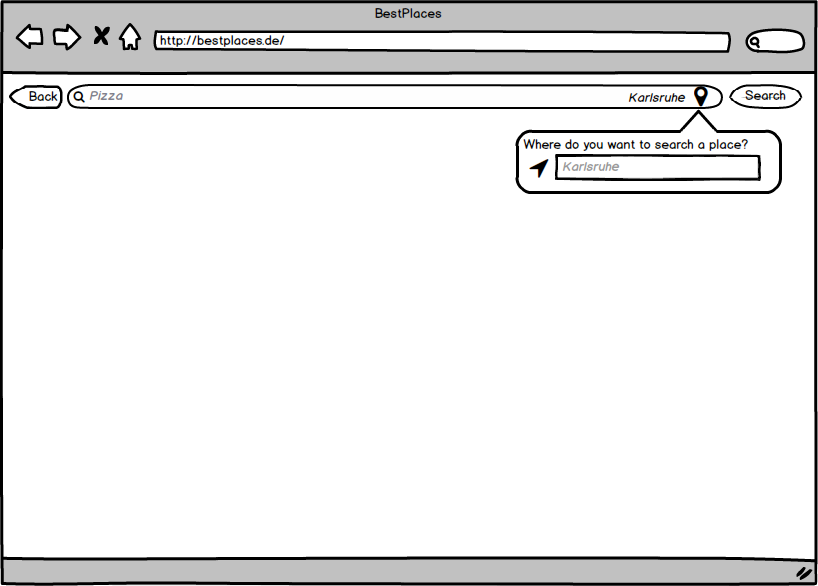 BestPlaces
http://bestplaces.de/
Back
Pizza
Karlsruhe
Search
Where do you want to search a place?
Karlsruhe